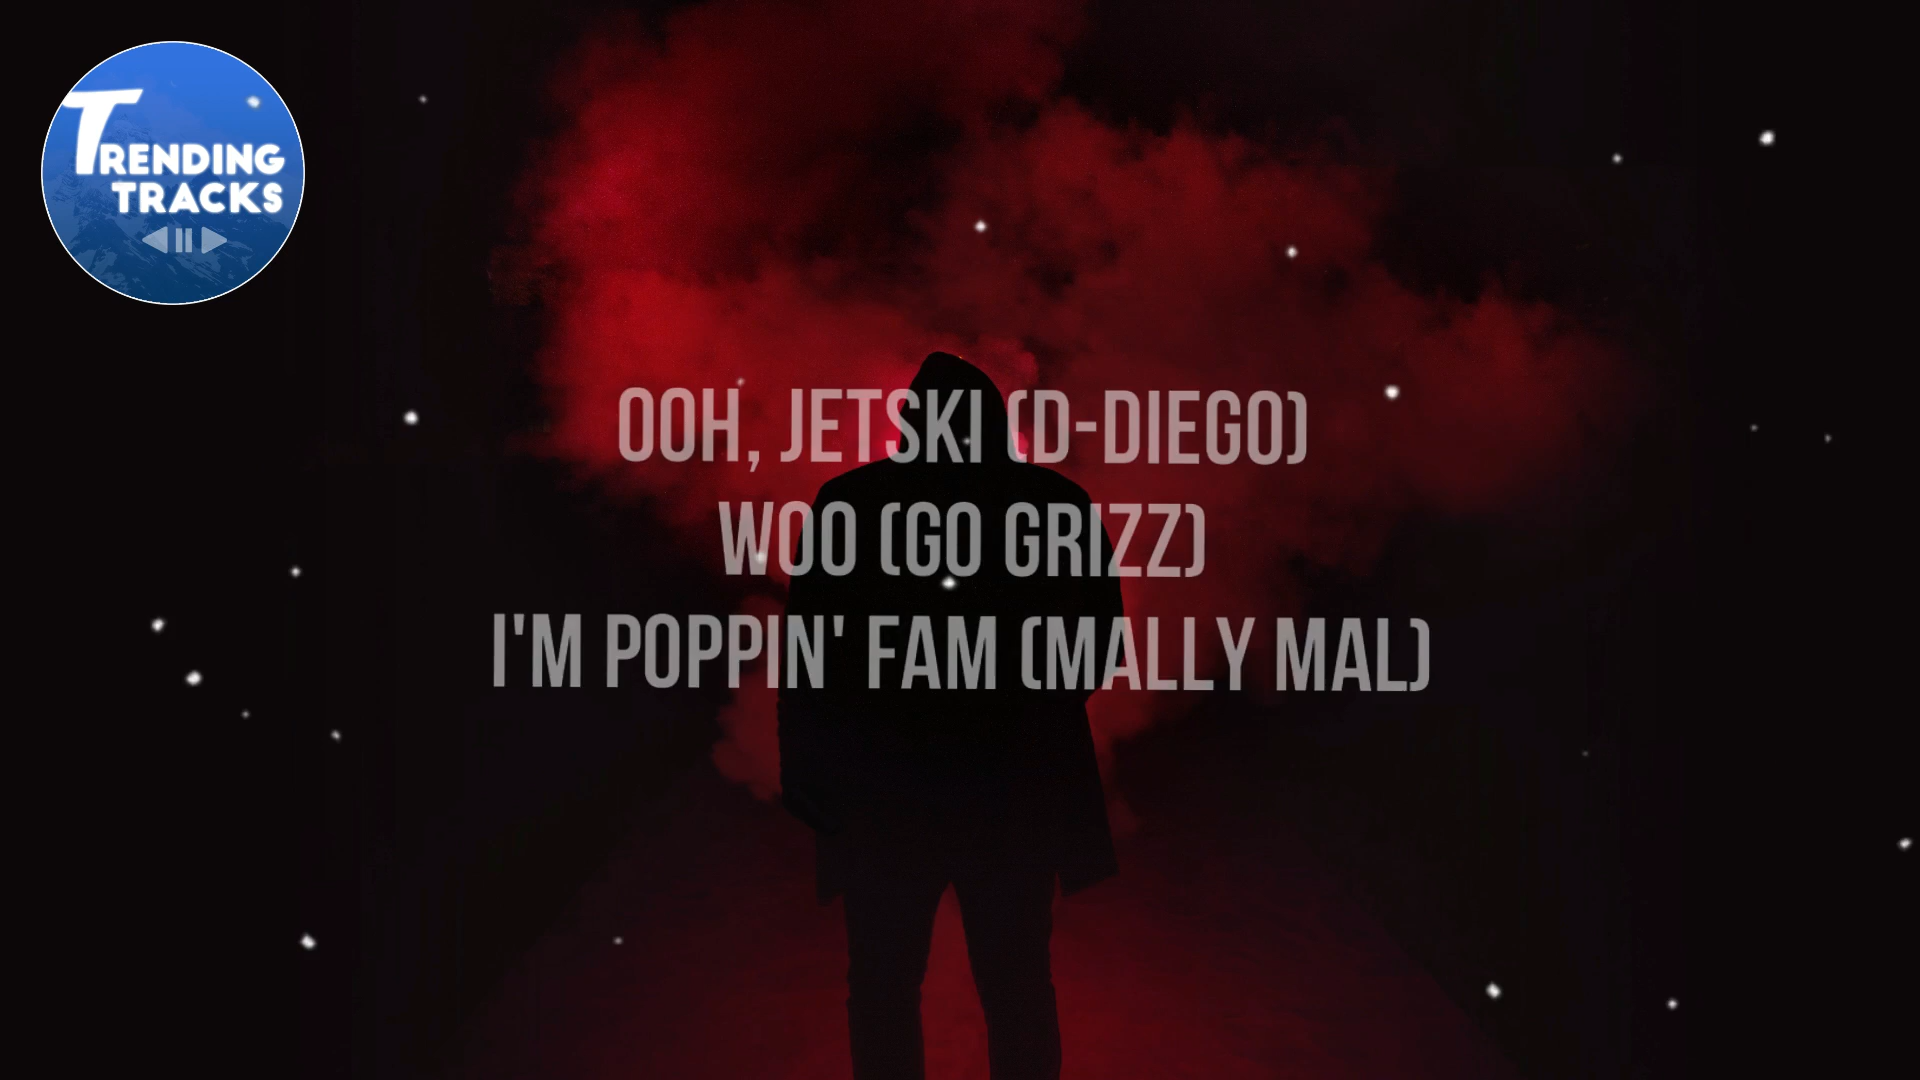 TRENDING
TRACKS
OOH, JETSKI (D-DIEGO)
WOO (GO GRIZZ)
I'M POPPIN' FAM (MALLY MAL)